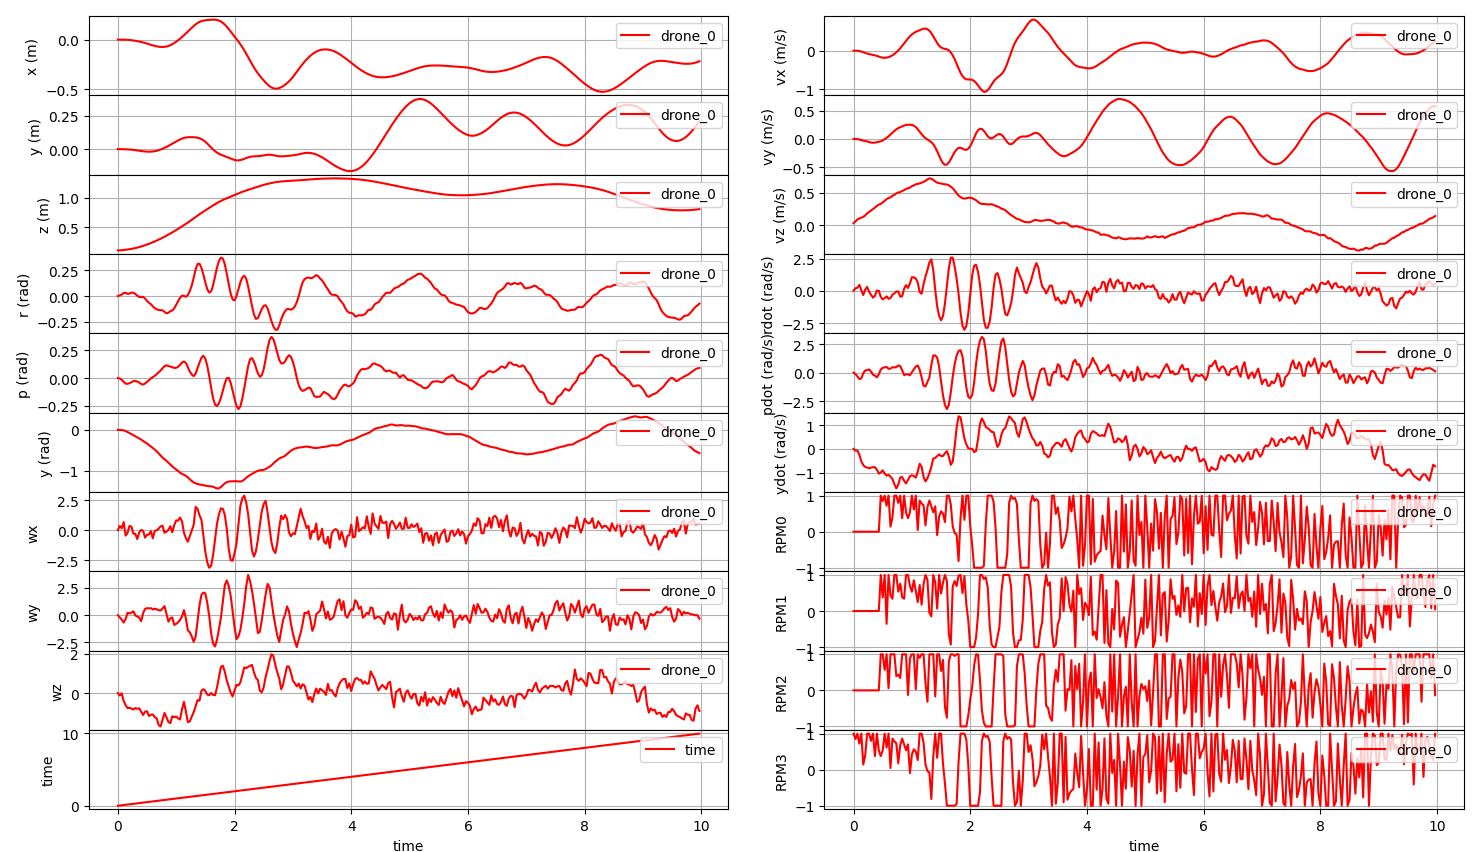 x (m)
0.0
−0.5
drone_0
y (m)
0.25
0.00
drone_0
z (m)
1.0
0.5
drone_0
r (rad)
0.25
0.00
−0.25
drone_0
p (rad)
0.25
0.00
−0.25
drone_0
y (rad)
0
−1
drone_0
wx
2.5
0.0
−2.5
drone_0
wy
2.5
0.0
−2.5
drone_0
wz
2
0
drone_0
time
10
0
time
0 2 4 6 8 10
time
vx (m/s)
0
−1
drone_0
vy (m/s)
0.5
0.0
−0.5
drone_0
vz (m/s)
0.5
0.0
drone_0
rdot (rad/s)
2.5
0.0
−2.5
drone_0
pdot (rad/s)
2.5
0.0
−2.5
drone_0
ydot (rad/s)
1
0
−1
drone_0
RPM0
1
0
−1
drone_0
RPM1
1
0
−1
drone_0
RPM2
1
0
−1
drone_0
RPM3
1
0
−1
drone_0
0 2 4 6 8 10
time